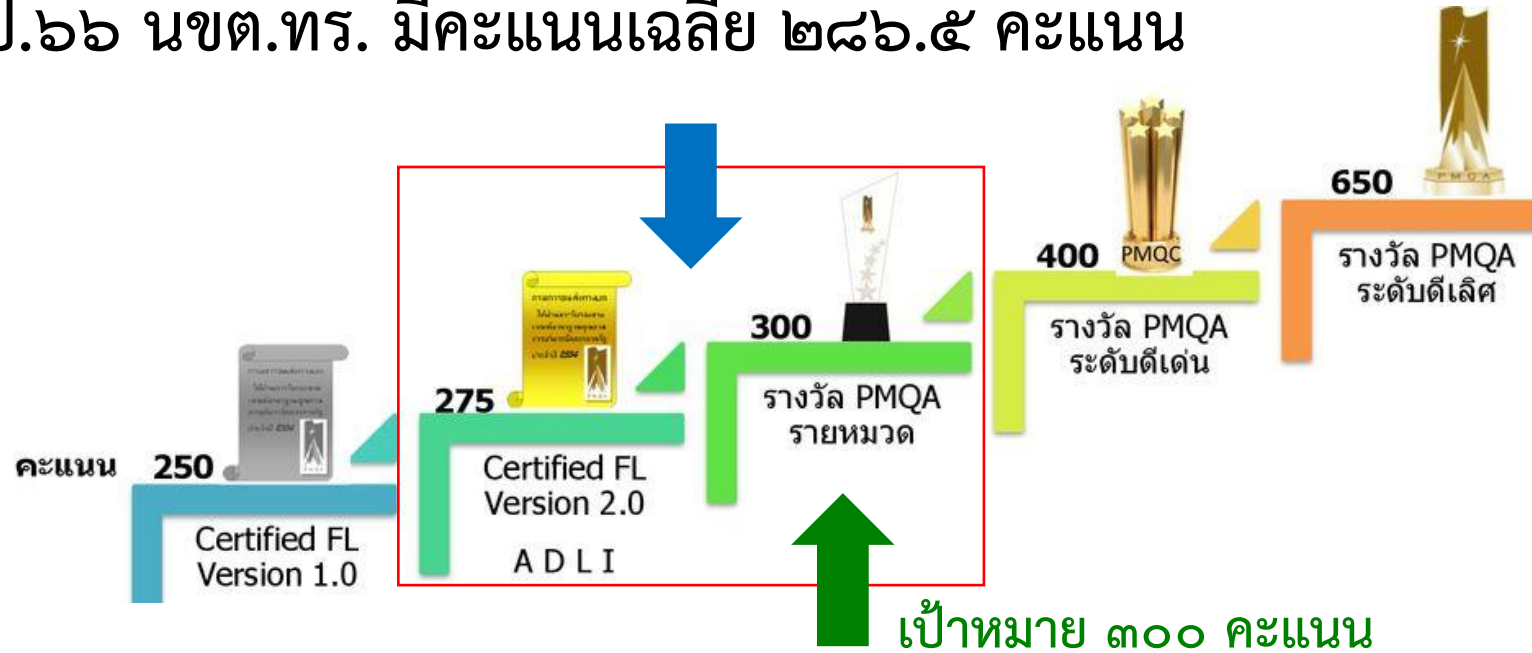 ป.๖๖ นขต.ทร. มีคะแนนเฉลี่ย ๒๘๖.๕ คะแนน
650
รางวัล PMQA
ระดับดีเลิศ
400
PMQC
รางวัล PMQA
ระดับดีเด่น
300
รางวัล PMQA
รายหมวด
275
Certified FL
Version 2.0
A D L I
คะแนน 250
Certified FL
Version 1.0
เป้าหมาย ๓๐๐ คะแนน